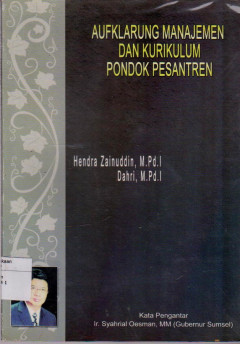 AUFKLARUNG MANAJEMEN
DAN KURIKULUM
PONDOK PESANTREN
Hendra Zainuddin, M.Pd.I
Dahri, M.Pd.I
Kata Pengantar
Ir. Syahrial Oesman, MM (Gubernur Sumsel)